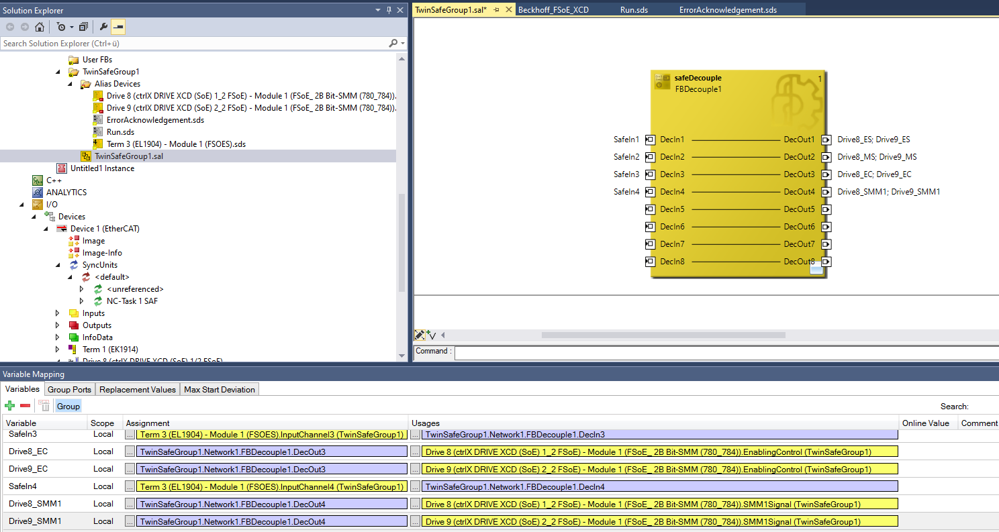 Solution Explorer
Search Solution Explorer (Ctrl+ü)
User FBs
TwinSafeGroup1
Alias Devices
Drive 8 (ctrlX DRIVE XCD (SoE) 1_2 FSoE) - Module 1 (FSoE_ 2B Bit-SMM (780_784)).
Drive 9 (ctrlX DRIVE XCD (SoE) 2_2 FSoE) - Module 1 (FSoE_ 2B Bit-SMM (780_784)).
ErrorAcknowledgement.sds
Run.sds
Term 3 (EL1904) - Module 1 (FSOES).sds
TwinSafeGroup1.sal
Untitled1 Instance
C++
ANALYTICS
I/O
Devices
Device 1 (EtherCAT)
Image
Image-Info
SyncUnits
<default>
<unreferenced>
NC-Task 1 SAF
Inputs
Outputs
InfoData
Term 1 (EK1914)
Drive 8 (ctrlX DRIVE XCD (SoE) 1/2 FSoE)
TwinSafeGroup1.sal* Beckhoff_FSoE_XCD Run.sds ErrorAcknowledgement.sds
safeDecouple 1
FBDecouple1
SafeIn1 DecIn1 DecOut1 Drive8_ES; Drive9_ES
SafeIn2 DecIn2 DecOut2 Drive8_MS; Drive9_MS
SafeIn3 DecIn3 DecOut3 Drive8_EC; Drive9_EC
SafeIn4 DecIn4 DecOut4 Drive8_SMM1; Drive9_SMM1
DecIn5 DecOut5
DecIn6 DecOut6
DecIn7 DecOut7
DecIn8 DecOut8
Command :
Variable Mapping
Variables Group Ports Replacement Values Max Start Deviation
Group Search:
Variable Scope Assignment Usages Online Value Comment
SafeIn3 Local ... Term 3 (EL1904) - Module 1 (FSOES).InputChannel3 (TwinSafeGroup1) ... TwinSafeGroup1.Network1.FBDecouple1.DecIn3
Drive8_EC Local ... TwinSafeGroup1.Network1.FBDecouple1.DecOut3 ... Drive 8 (ctrlX DRIVE XCD (SoE) 1_2 FSoE) - Module 1 (FSoE_ 2B Bit-SMM (780_784)).EnablingControl (TwinSafeGroup1)
Drive9_EC Local ... TwinSafeGroup1.Network1.FBDecouple1.DecOut3 ... Drive 9 (ctrlX DRIVE XCD (SoE) 2_2 FSoE) - Module 1 (FSoE_ 2B Bit-SMM (780_784)).EnablingControl (TwinSafeGroup1)
SafeIn4 Local ... Term 3 (EL1904) - Module 1 (FSOES).InputChannel4 (TwinSafeGroup1) ... TwinSafeGroup1.Network1.FBDecouple1.DecIn4
Drive8_SMM1 Local ... TwinSafeGroup1.Network1.FBDecouple1.DecOut4 ... Drive 8 (ctrlX DRIVE XCD (SoE) 1_2 FSoE) - Module 1 (FSoE_ 2B Bit-SMM (780_784)).SMM1Signal (TwinSafeGroup1)
Drive9_SMM1 Local ... TwinSafeGroup1.Network1.FBDecouple1.DecOut4 ... Drive 9 (ctrlX DRIVE XCD (SoE) 2_2 FSoE) - Module 1 (FSoE_ 2B Bit-SMM (780_784)).SMM1Signal (TwinSafeGroup1)